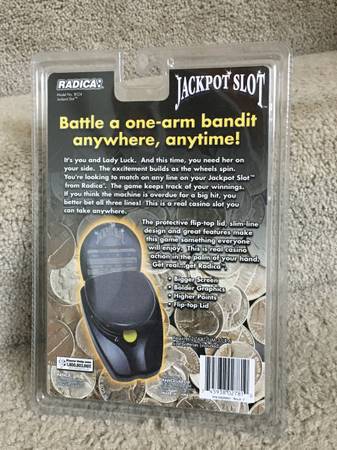 RADICA:®
JACKPOT SLOT™
Jackpot Slot™
Battle a one-arm bandit
anywhere, anytime!
It's you and Lady Luck. And this time, you need her on
your side. The excitement builds as the wheels spin.
You're looking to match on any line on your Jackpot Slot™
from Radica®. The game keeps track of your winnings.
If you think the machine is overdue for a big hit, you
better bet all three lines! This is a real casino slot you
can take anywhere.
The protective flip-top lid, slim-line
design and great features make
this game something everyone
will enjoy. This is real casino
action in the palm of your hand.
Get real...get Radica®.
• Bigger Screen
• Bolder Graphics
• Higher Points
• Flip-top Lid